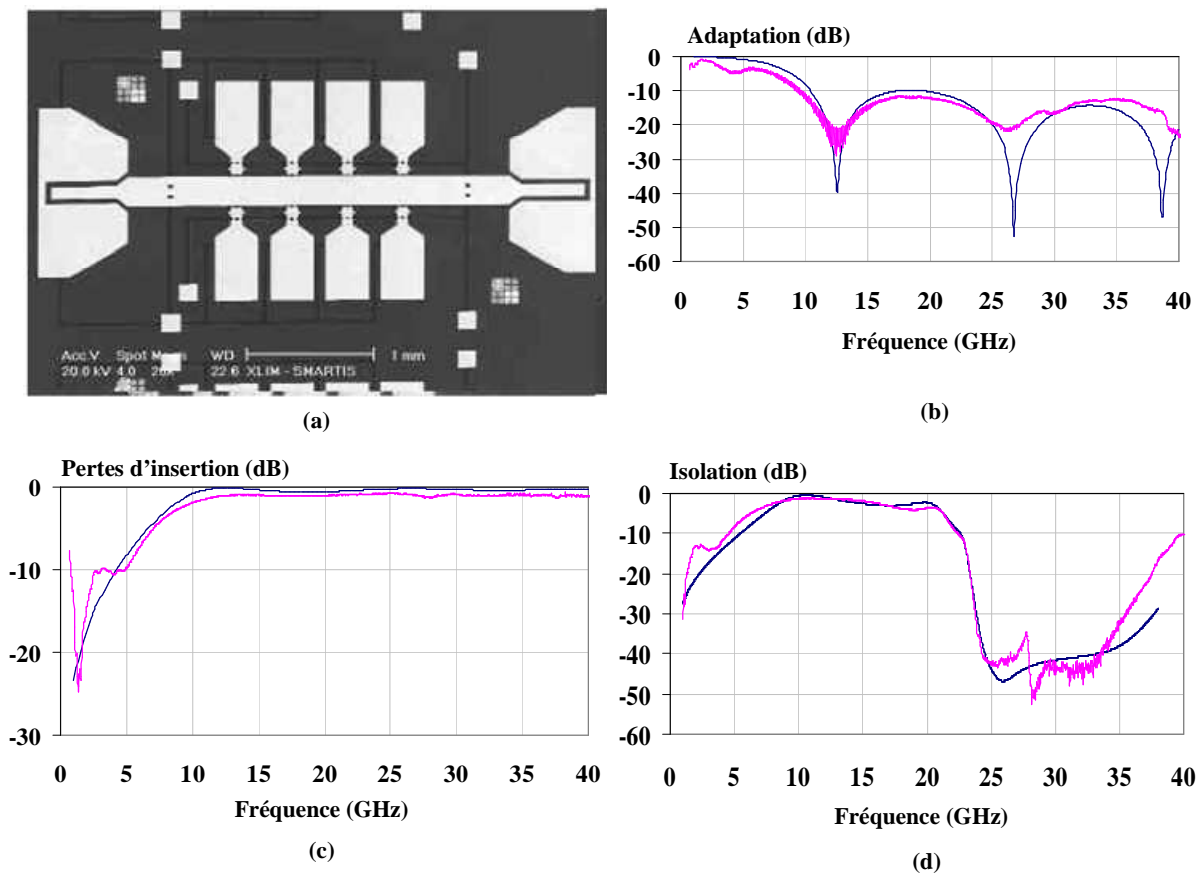 Acc.V Spot Magn WD 1 mm
20.0 kV 4.0 20x 22.6 XLIM - SMARTIS
(a)
Adaptation (dB)
0
-10
-20
-30
-40
-50
-60
0 5 10 15 20 25 30 35 40
Fréquence (GHz)
(b)
Pertes d’insertion (dB)
0
-10
-20
-30
0 5 10 15 20 25 30 35 40
Fréquence (GHz)
(c)
Isolation (dB)
0
-10
-20
-30
-40
-50
-60
0 5 10 15 20 25 30 35 40
Fréquence (GHz)
(d)